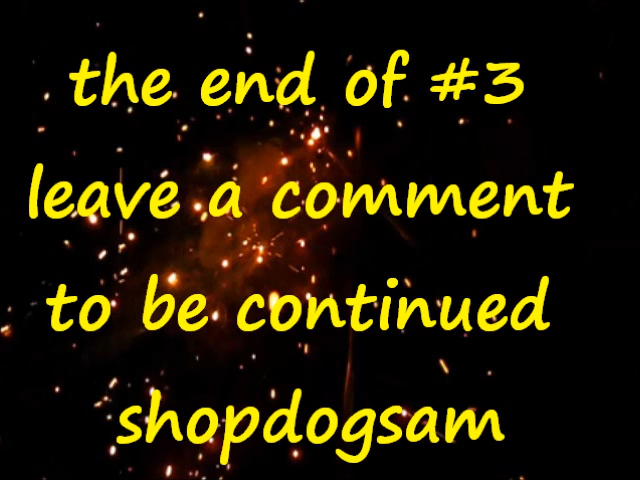 the end of #3
leave a comment
to be continued
shopdogsam